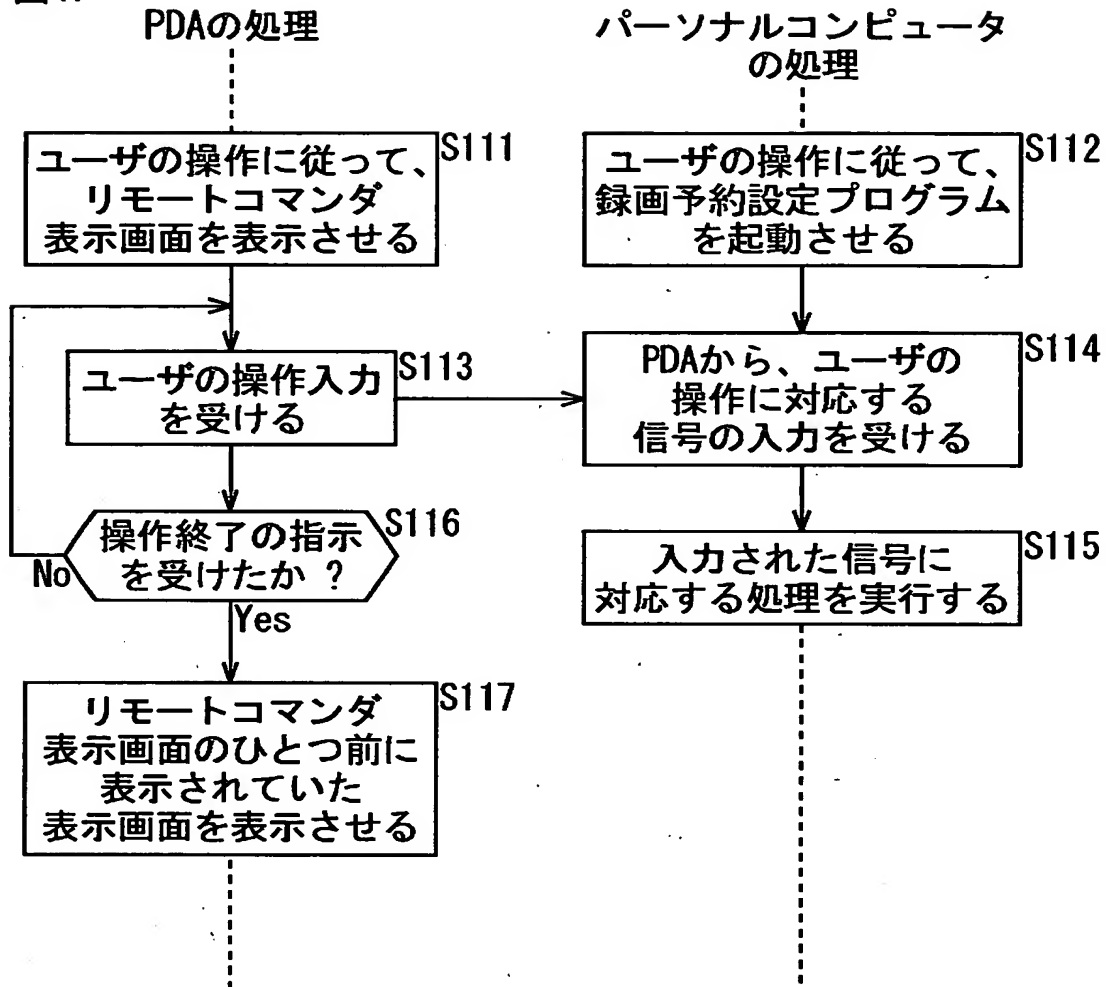 PDAの処理
パーソナルコンピュータ
の処理
S111
ユーザの操作に従って、
リモートコマンダ
表示画面を表示させる
S112
ユーザの操作に従って、
録画予約設定プログラム
を起動させる
S113
ユーザの操作入力
を受ける
S114
PDAから、ユーザの
操作に対応する
信号の入力を受ける
S116
操作終了の指示
を受けたか ?
No
Yes
S115
入力された信号に
対応する処理を実行する
S117
リモートコマンダ
表示画面のひとつ前に
表示されていた
表示画面を表示させる